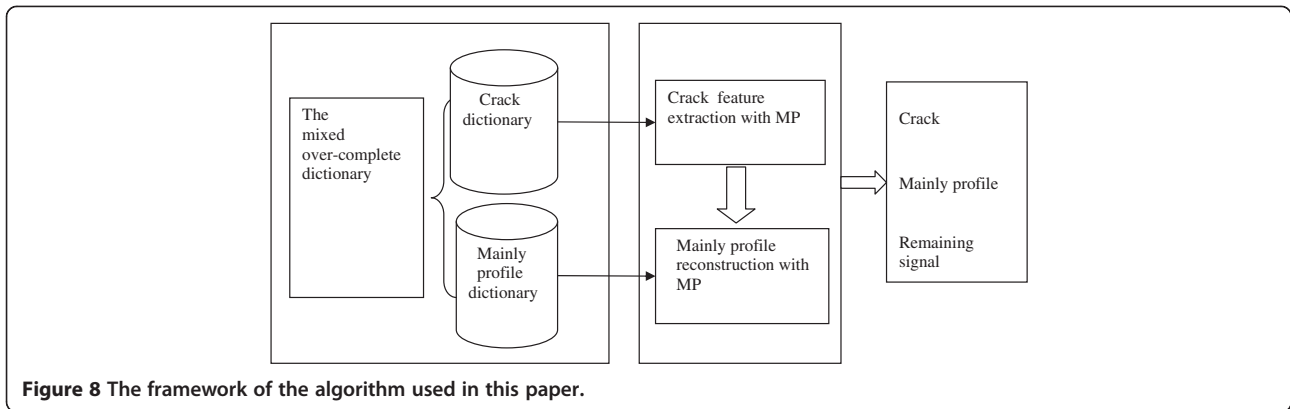 The
mixed
over-complete
dictionary
Crack
dictionary
Mainly
profile
dictionary
Crack feature
extraction with MP
Mainly profile
reconstruction with
MP
Crack
Mainly profile
Remaining
signal
Figure 8 The framework of the algorithm used in this paper.